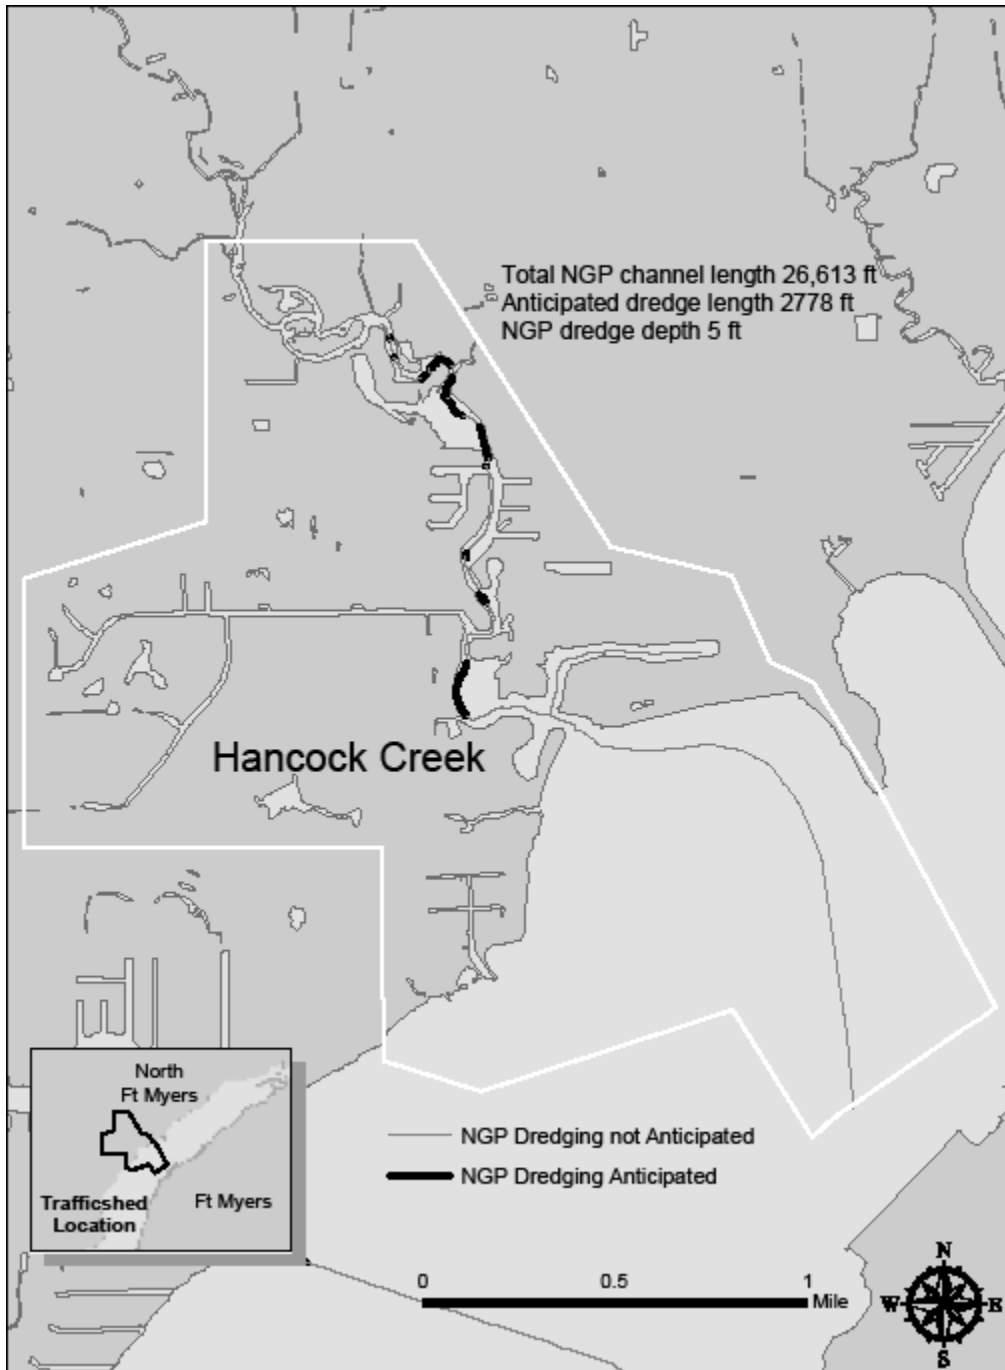 Total NGP channel length 26,613 ft
Anticipated dredge length 2778 ft
NGP dredge depth 5 ft
Hancock Creek
North
Ft Myers
Trafficshed
Location
Ft Myers
NGP Dredging not Anticipated
NGP Dredging Anticipated
0 0.5 1
Mile
N
W E
S